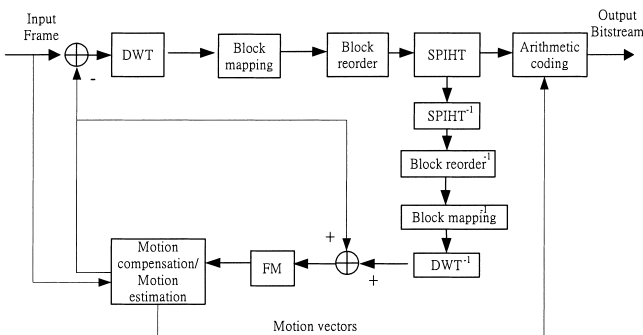 Input
Frame
Output
Bitstream
-
DWT
Block
mapping
Block
reorder
SPIHT
Arithmetic
coding
SPIHT-1
Block reorder-1
Block mapping-1
+
Motion
compensation/
Motion
estimation
FM
+
DWT-1
Motion vectors